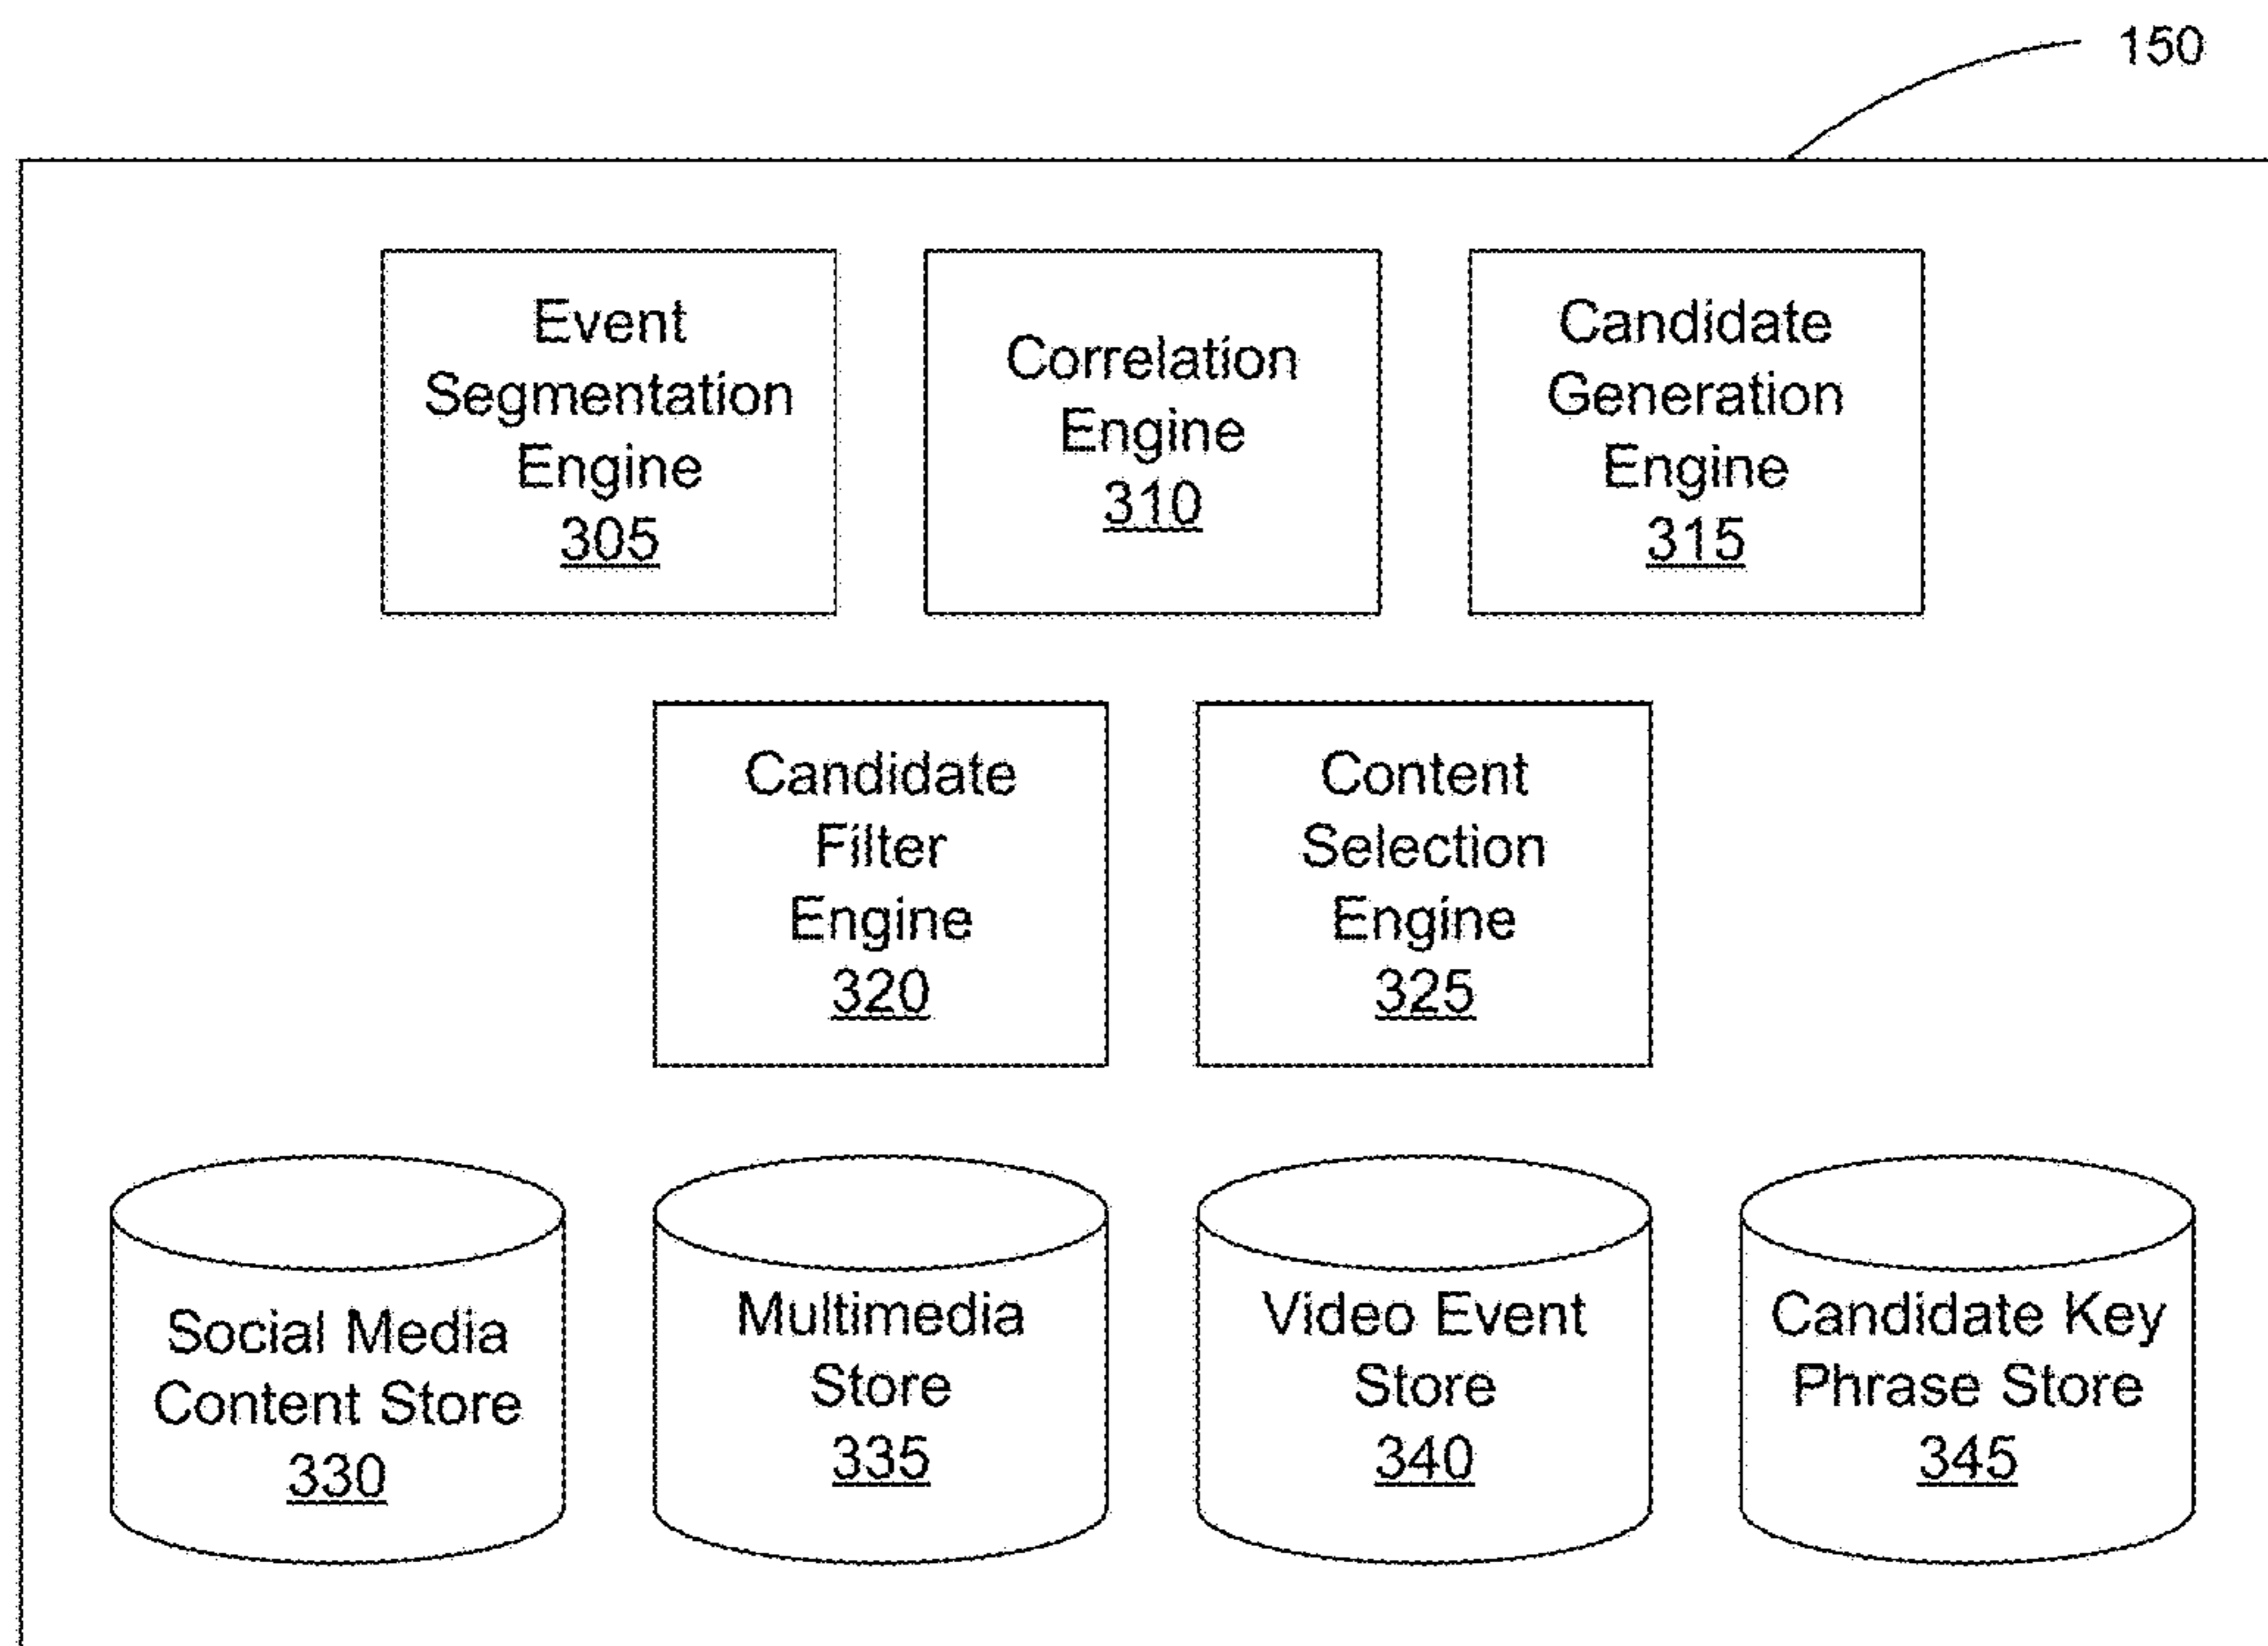 150
Event
Segmentation
Engine
305
Correlation
Engine
310
Candidate
Generation
Engine
315
Candidate
Filter
Engine
320
Content
Selection
Engine
325
Social Media
Content Store
330
Multimedia
Store
335
Video Event
Store
340
Candidate Key
Phrase Store
345